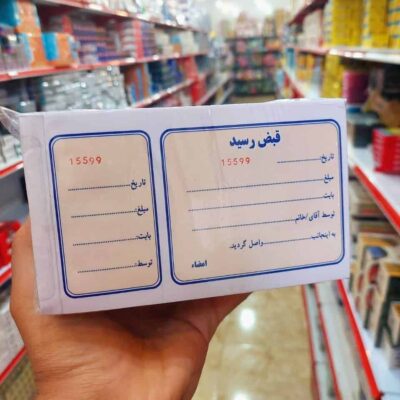 قبض رسید
15599 تاریخ:
مبلغ
بابت
توسط آقای/خانم
به اینجانب واصل گردید.
امضاء
15599
تاریخ:
مبلغ:
بابت:
توسط: